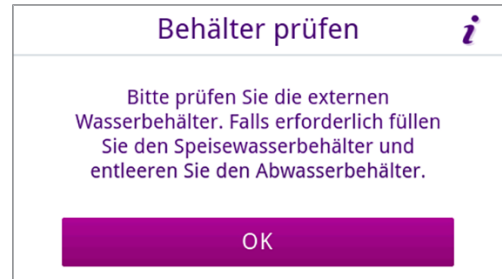 Behälter prüfen i
Bitte prüfen Sie die externen
Wasserbehälter. Falls erforderlich füllen
Sie den Speisewasserbehälter und
entleeren Sie den Abwasserbehälter.
OK